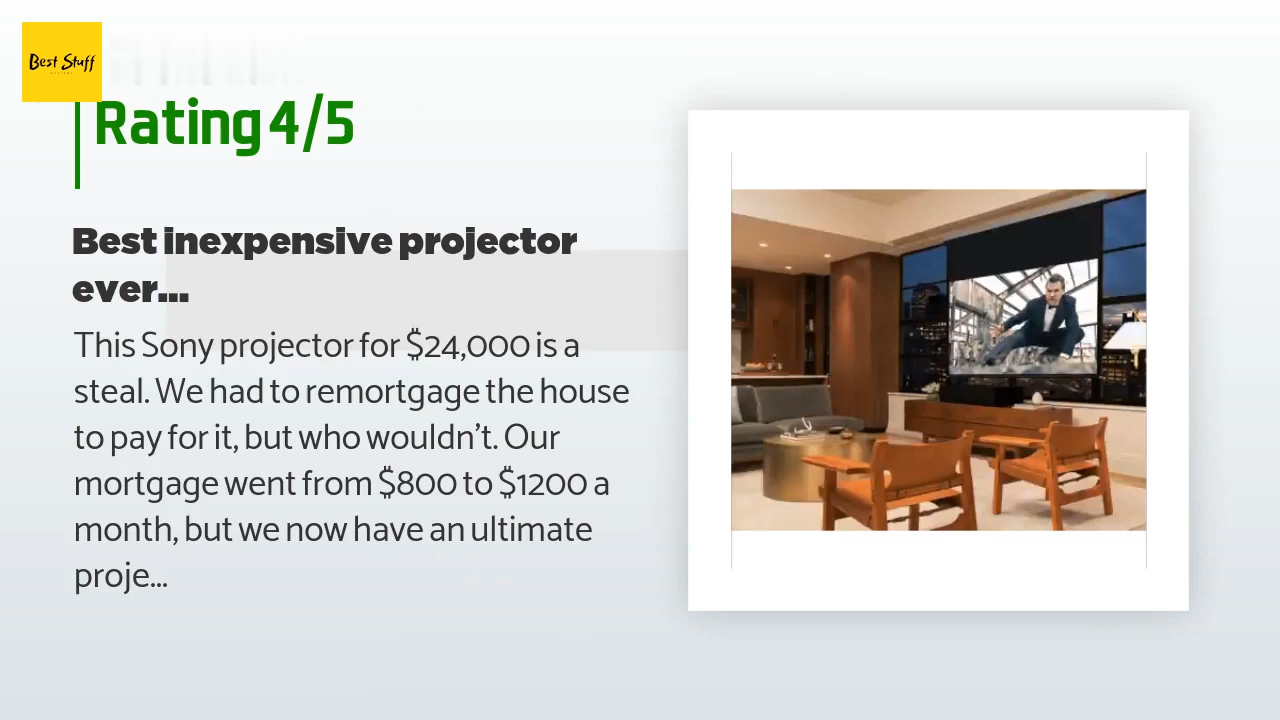 Best Stuff
Rating 4/5
Best inexpensive projector
ever...
This Sony projector for $24,000 is a
steal. We had to remortgage the house
to pay for it, but who wouldn't. Our
mortgage went from $800 to $1200 a
month, but we now have an ultimate
proje...